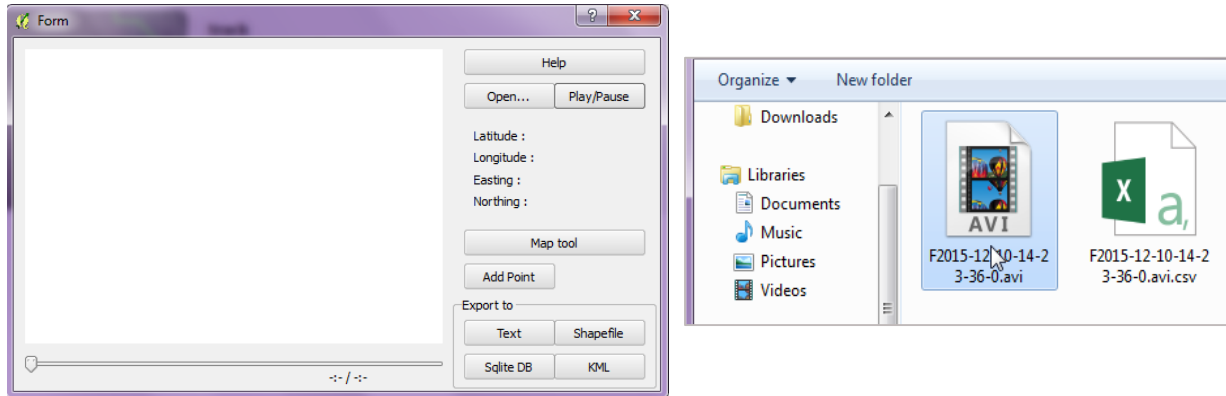 Form
Help
Open...
Play/Pause
Latitude :
Longitude :
Easting :
Northing :
Map tool
Add Point
Export to
Text
Shapefile
Sqlite DB
KML
-:- / -:-
Organize
New folder
Downloads
Libraries
Documents
Music
Pictures
Videos
AVI
F2015-12-10-14-2
3-36-0.avi
X a,
F2015-12-10-14-2
3-36-0.avi.csv